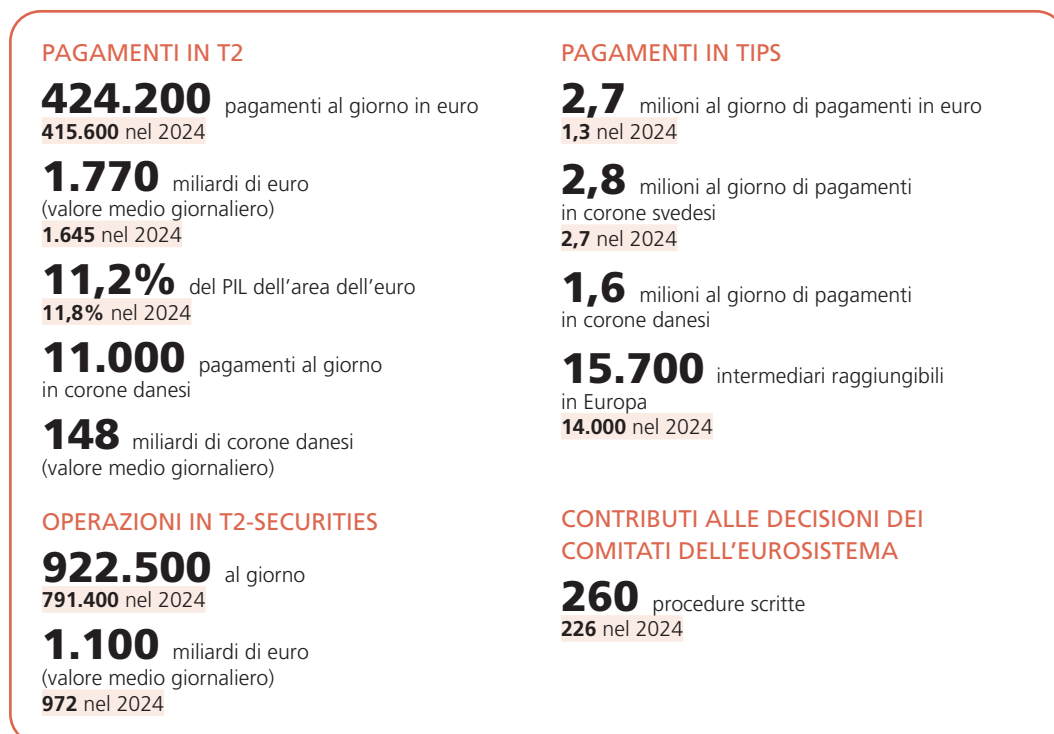 PAGAMENTI IN T2
424.200 pagamenti al giorno in euro
415.600 nel 2024
1.770 miliardi di euro
(valore medio giornaliero)
1.645 nel 2024
11,2% del PIL dell'area dell'euro
11,8% nel 2024
11.000 pagamenti al giorno
in corone danesi
148 miliardi di corone danesi
(valore medio giornaliero)
OPERAZIONI IN T2-SECURITIES
922.500 al giorno
791.400 nel 2024
1.100 miliardi di euro
(valore medio giornaliero)
972 nel 2024
PAGAMENTI IN TIPS
2,7 milioni al giorno di pagamenti in euro
1,3 nel 2024
2,8 milioni al giorno di pagamenti
in corone svedesi
2,7 nel 2024
1,6 milioni al giorno di pagamenti
in corone danesi
15.700 intermediari raggiungibili
in Europa
14.000 nel 2024
CONTRIBUTI ALLE DECISIONI DEI
COMITATI DELL'EUROSISTEMA
260 procedure scritte
226 nel 2024